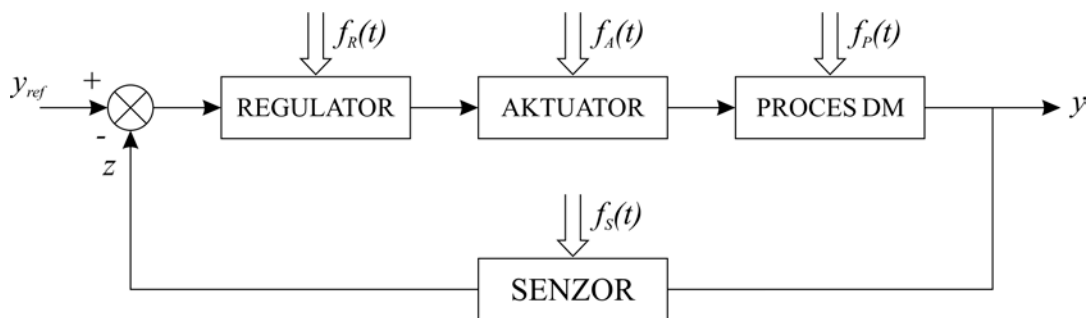 f_R(t) f_A(t) f_P(t)
y_ref + REGULATOR AKTUATOR PROCES DM y
-
z
f_S(t)
SENZOR